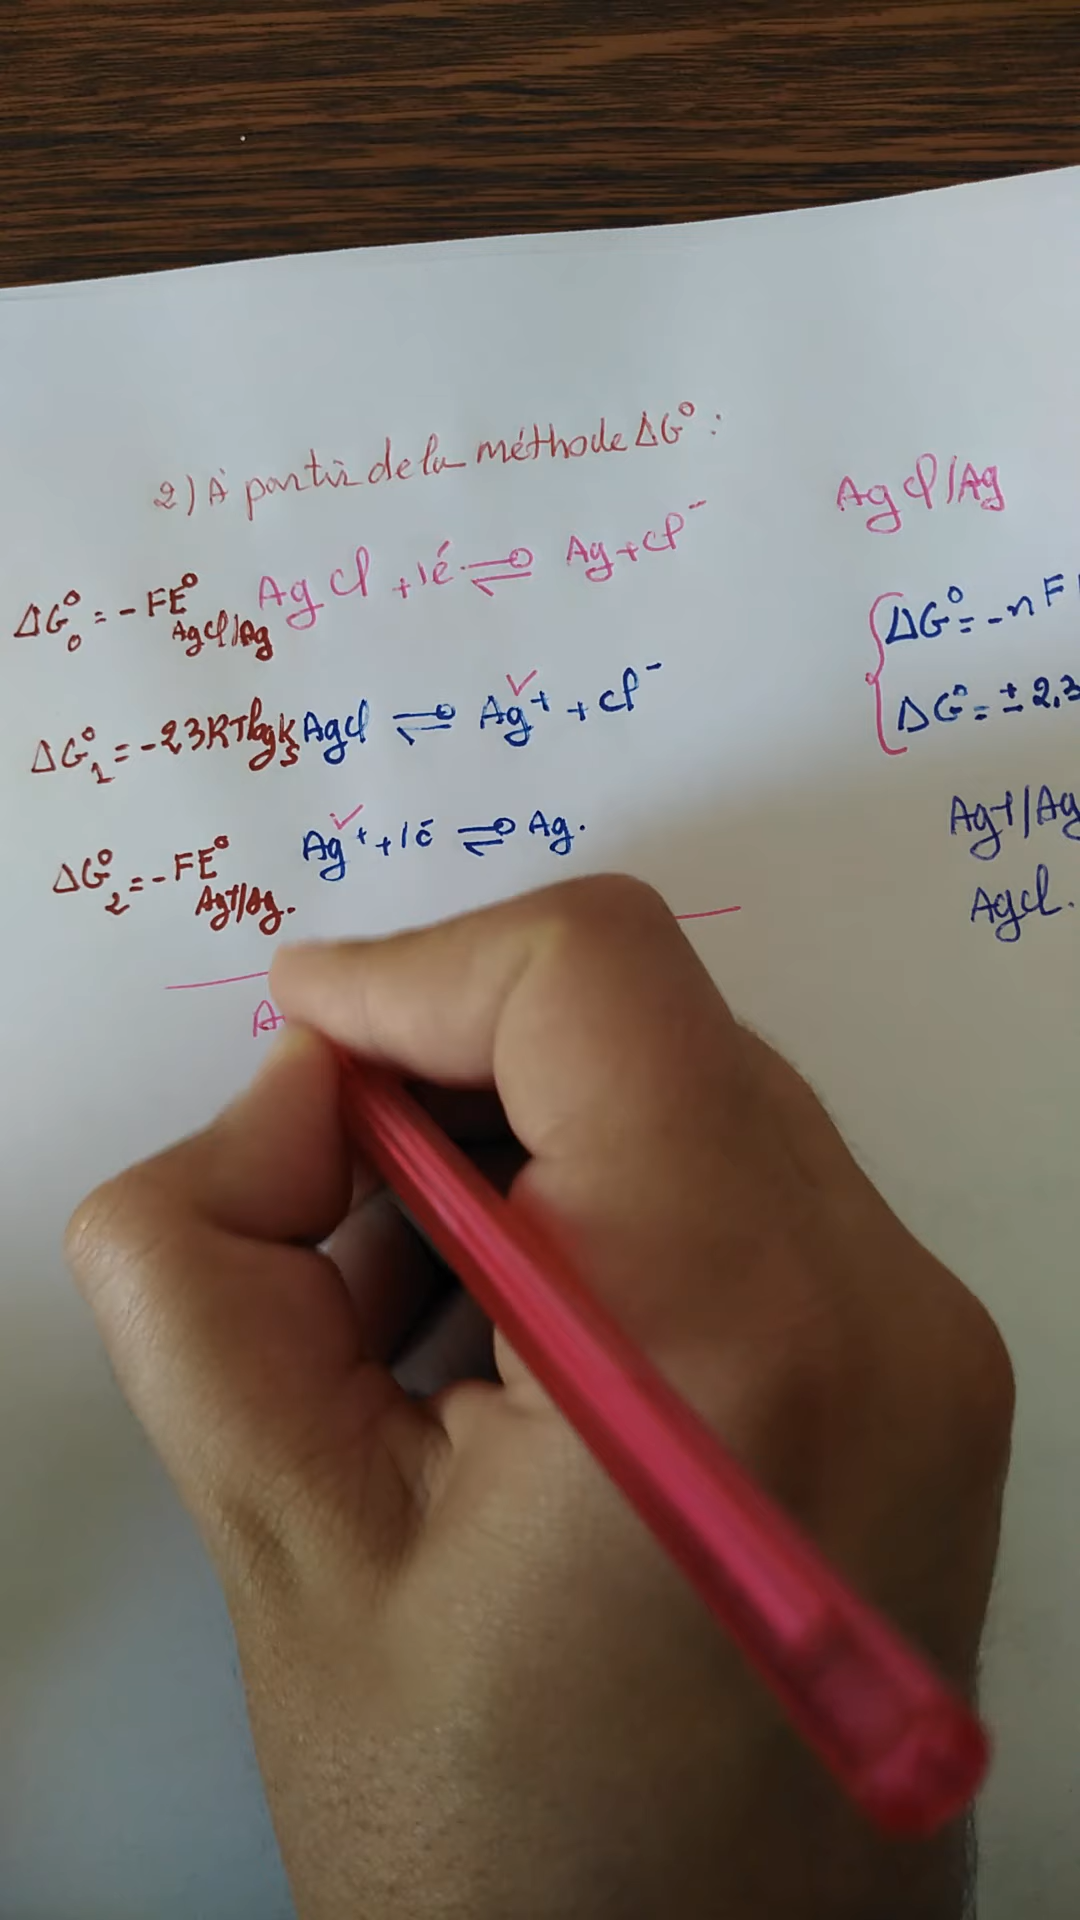 2) À partir de la méthode ΔG° :
AgCl/Ag
ΔG°₀ = - FE°AgCl/Ag AgCl + 1é ⇌ Ag + Cl⁻
ΔG° = - n F
ΔG°₁ = - 2,3RTlogKs AgCl ⇌ Ag⁺ + Cl⁻
ΔG° = ± 2,3
ΔG°₂ = - FE°Ag+/Ag. Ag⁺ + 1é ⇌ Ag.
Ag+/Ag
AgCl.
A